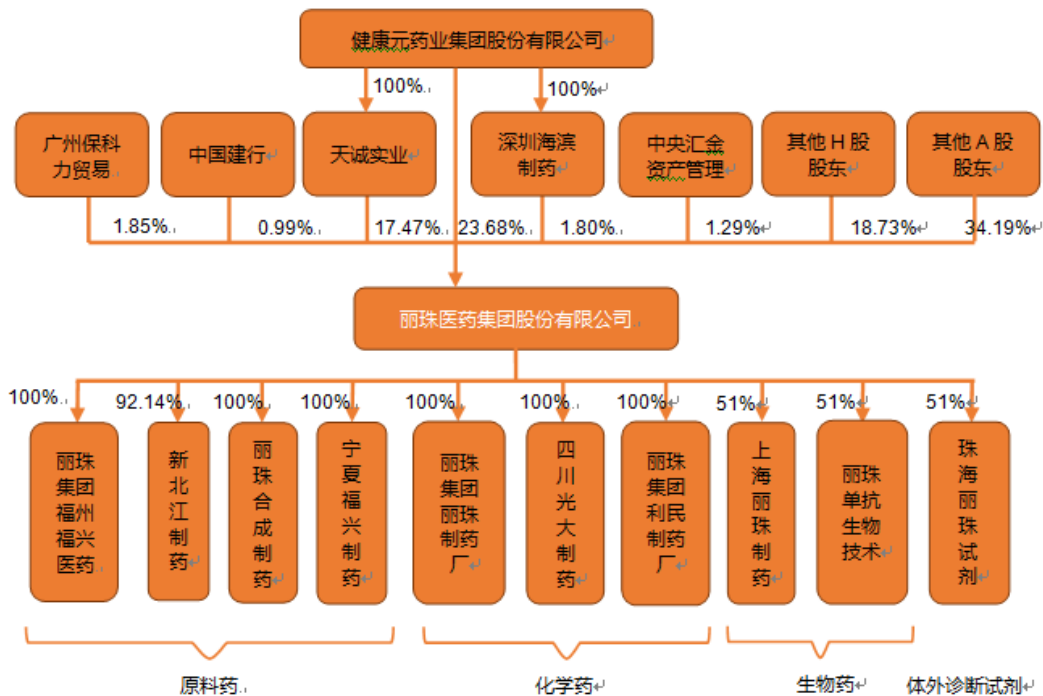 健康元药业集团股份有限公司
100%
100%
广州保科
力贸易
中国建行
天诚实业
深圳海滨
制药
中央汇金
资产管理
其他H股
股东
其他A股
股东
1.85%
0.99%
17.47%
23.68%
1.80%
1.29%
18.73%
34.19%
丽珠医药集团股份有限公司
100%
92.14%
100%
100%
100%
100%
100%
51%
51%
51%
丽珠
集团
福州
福兴
医药
新北江制药
丽珠合成制药
宁夏福兴制药
丽珠
集团
丽珠
制药
厂
四川光大制药
丽珠
集团
利民
制药
厂
上海丽珠制药
丽珠
单抗
生物
技术
珠海丽珠试剂
原料药
化学药
生物药
体外诊断试剂